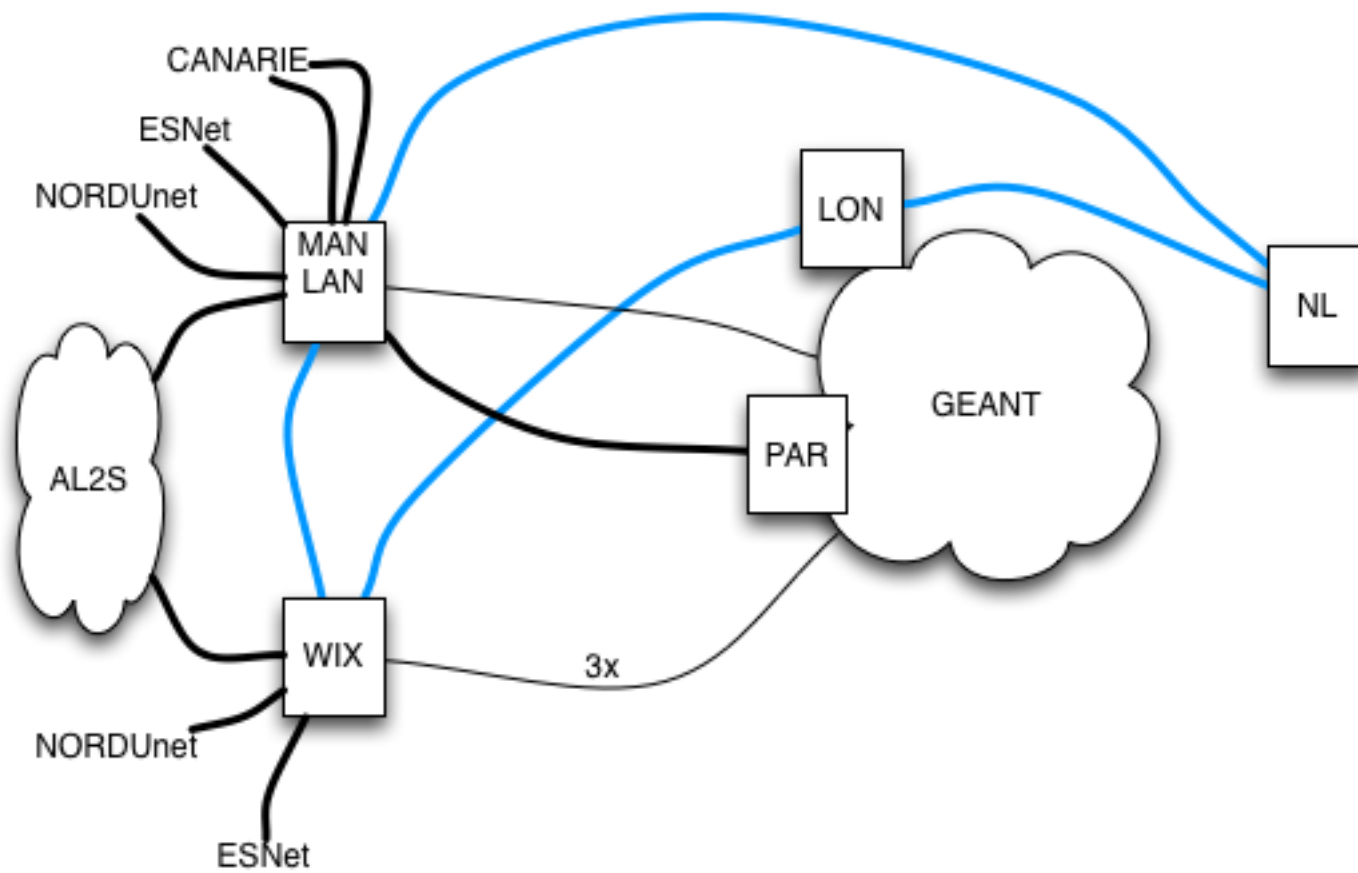 CANARIE
ESNet
NORDUnet
LON
MAN
LAN
NL
GEANT
PAR
AL2S
WIX
3x
NORDUnet
ESNet